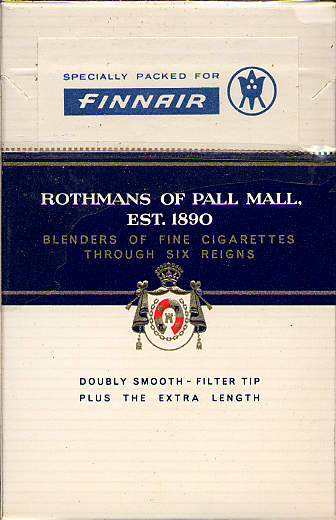 SPECIALLY PACKED FOR
FINNAIR
ROTHMANS OF PALL MALL,
EST. 1890
BLENDERS OF FINE CIGARETTES
THROUGH SIX REIGNS
DOUBLY SMOOTH - FILTER TIP
PLUS THE EXTRA LENGTH